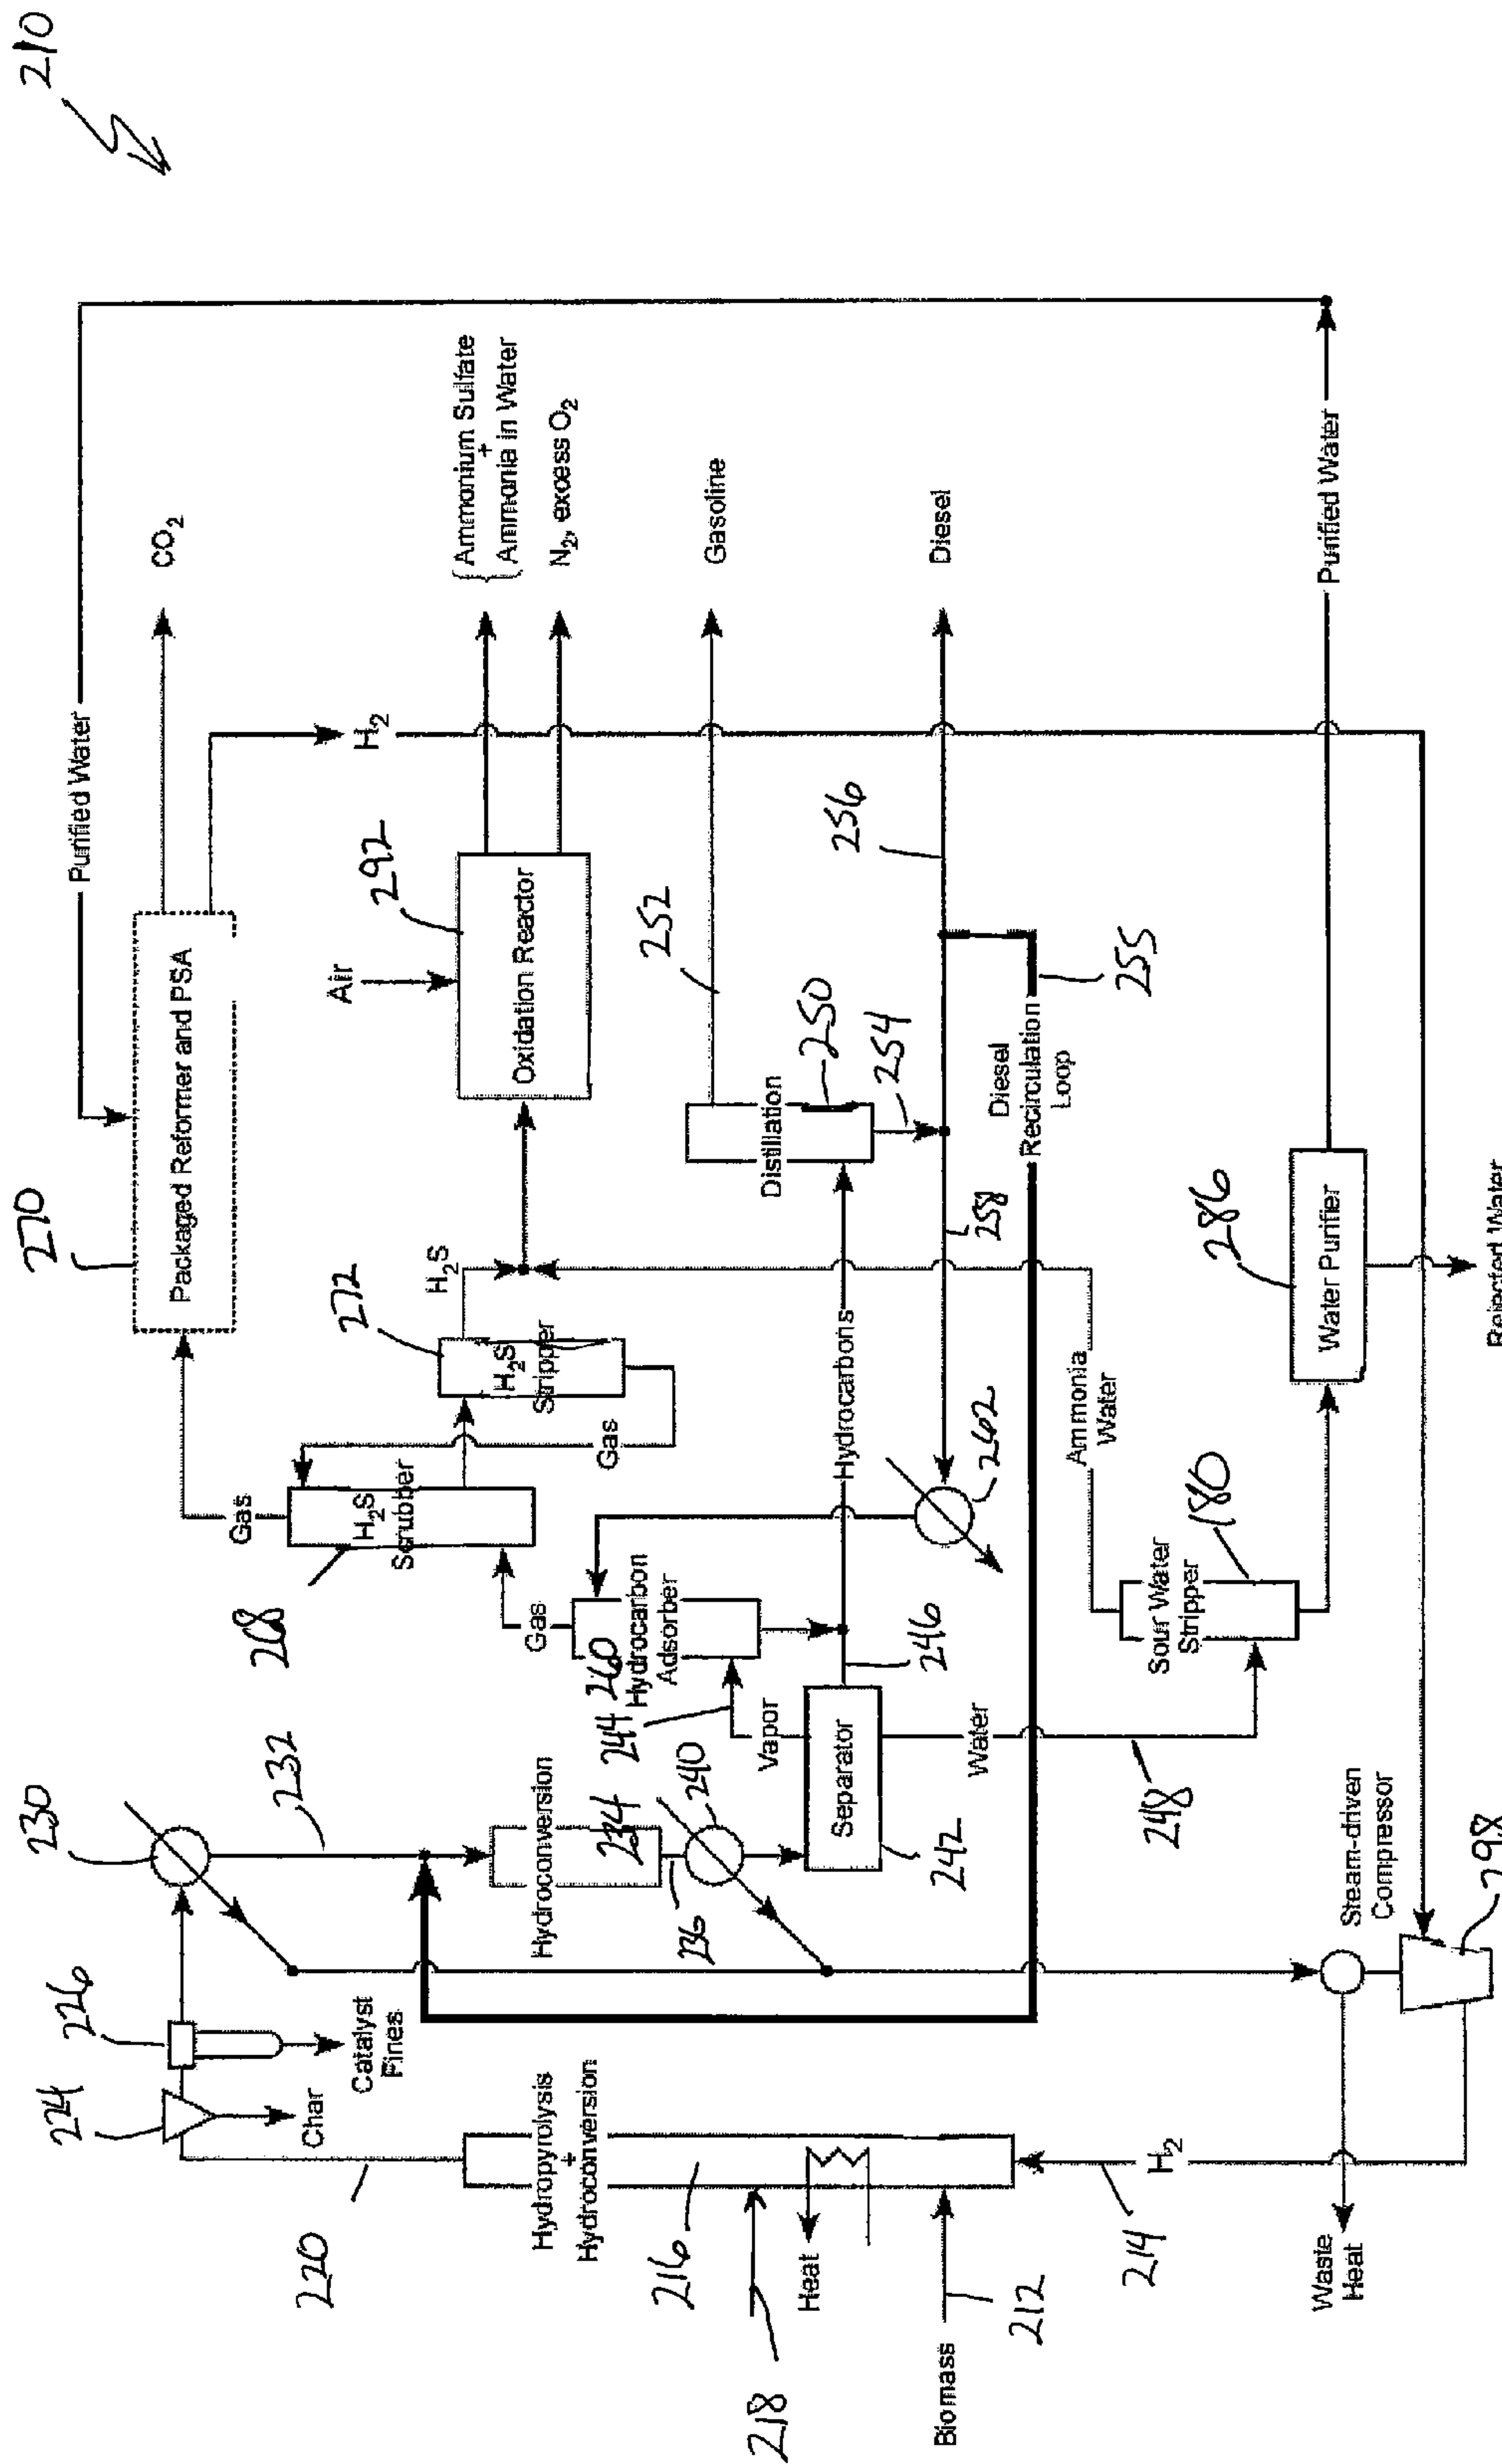 210
Purified Water
CO2
270
Packaged Reformer and PSA
H2
Ammonium Sulfate
+
Ammonia in Water
N2, excess O2
Air
292
Oxidation Reactor
Gas
272
H2S
H2S
Stripper
Gas
268
H2S
Scrubber
Gasoline
252
Distillation
250
254
Diesel
256
258
Diesel
Recirculation
Loop
255
Hydrocarbons
262
Gas
260
Hydrocarbon
Adsorber
244
Vapor
246
Separator
242
Water
248
Ammonia
Water
Sour Water
Stripper
180
286
Water Purifier
Purified Water
Rejected Water
230
232
Hydroconversion
234
236
240
226
Catalyst
Fines
224
Char
220
Hydropyrolysis
+
Hydroconversion
216
218
Heat
Biomass
212
214
H2
Waste
Heat
Steam-driven
Compressor
298